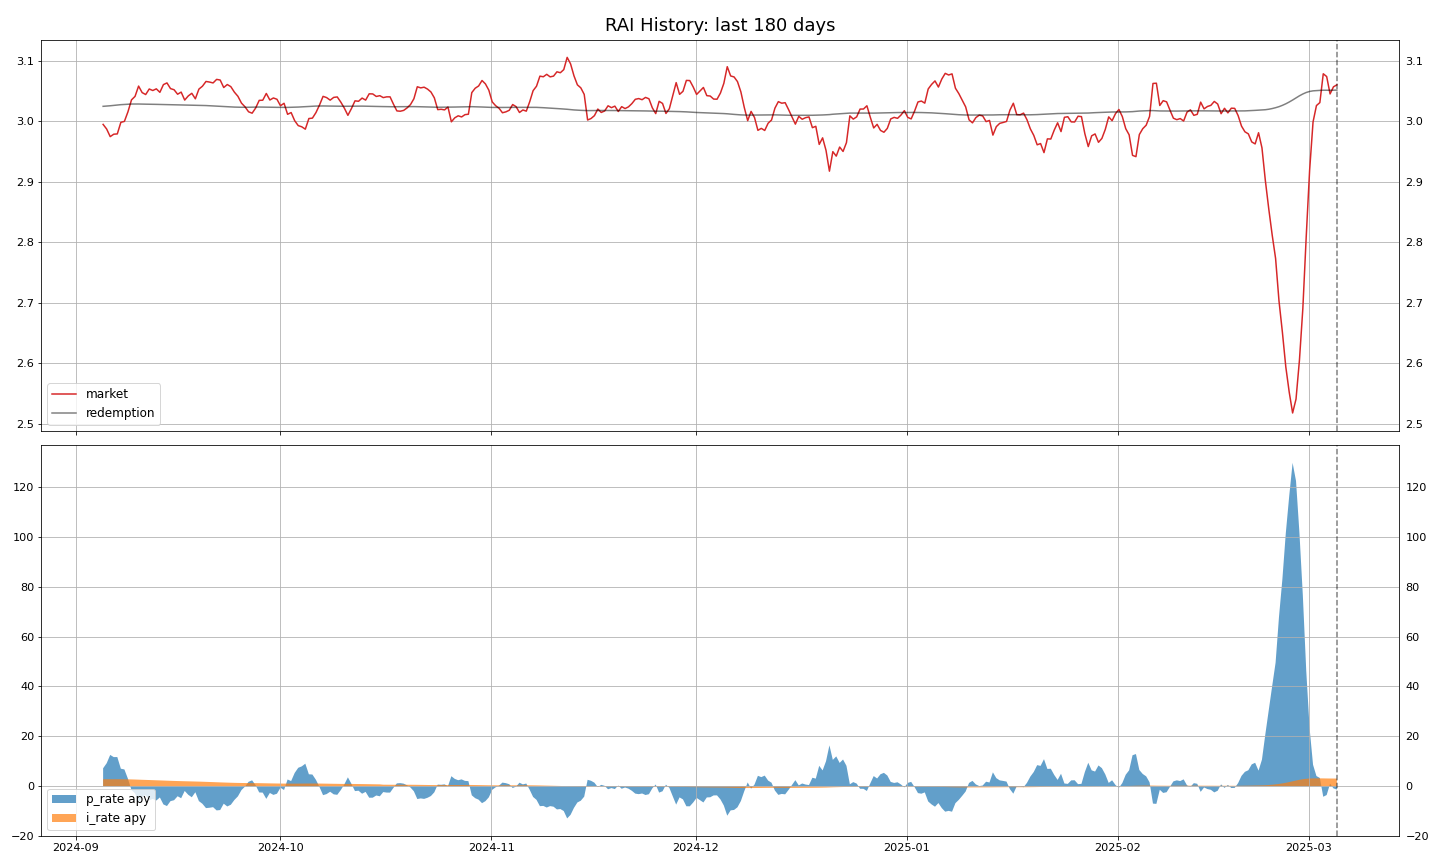 RAI History: last 180 days
3.1 3.1
3.0 3.0
2.9 2.9
2.8 2.8
2.7 2.7
2.6 2.6
market
redemption
2.5 2.5
120 120
100 100
80 80
60 60
40 40
20 20
0 0
p_rate apy
i_rate apy
−20 −20
2024-09 2024-10 2024-11 2024-12 2025-01 2025-02 2025-03